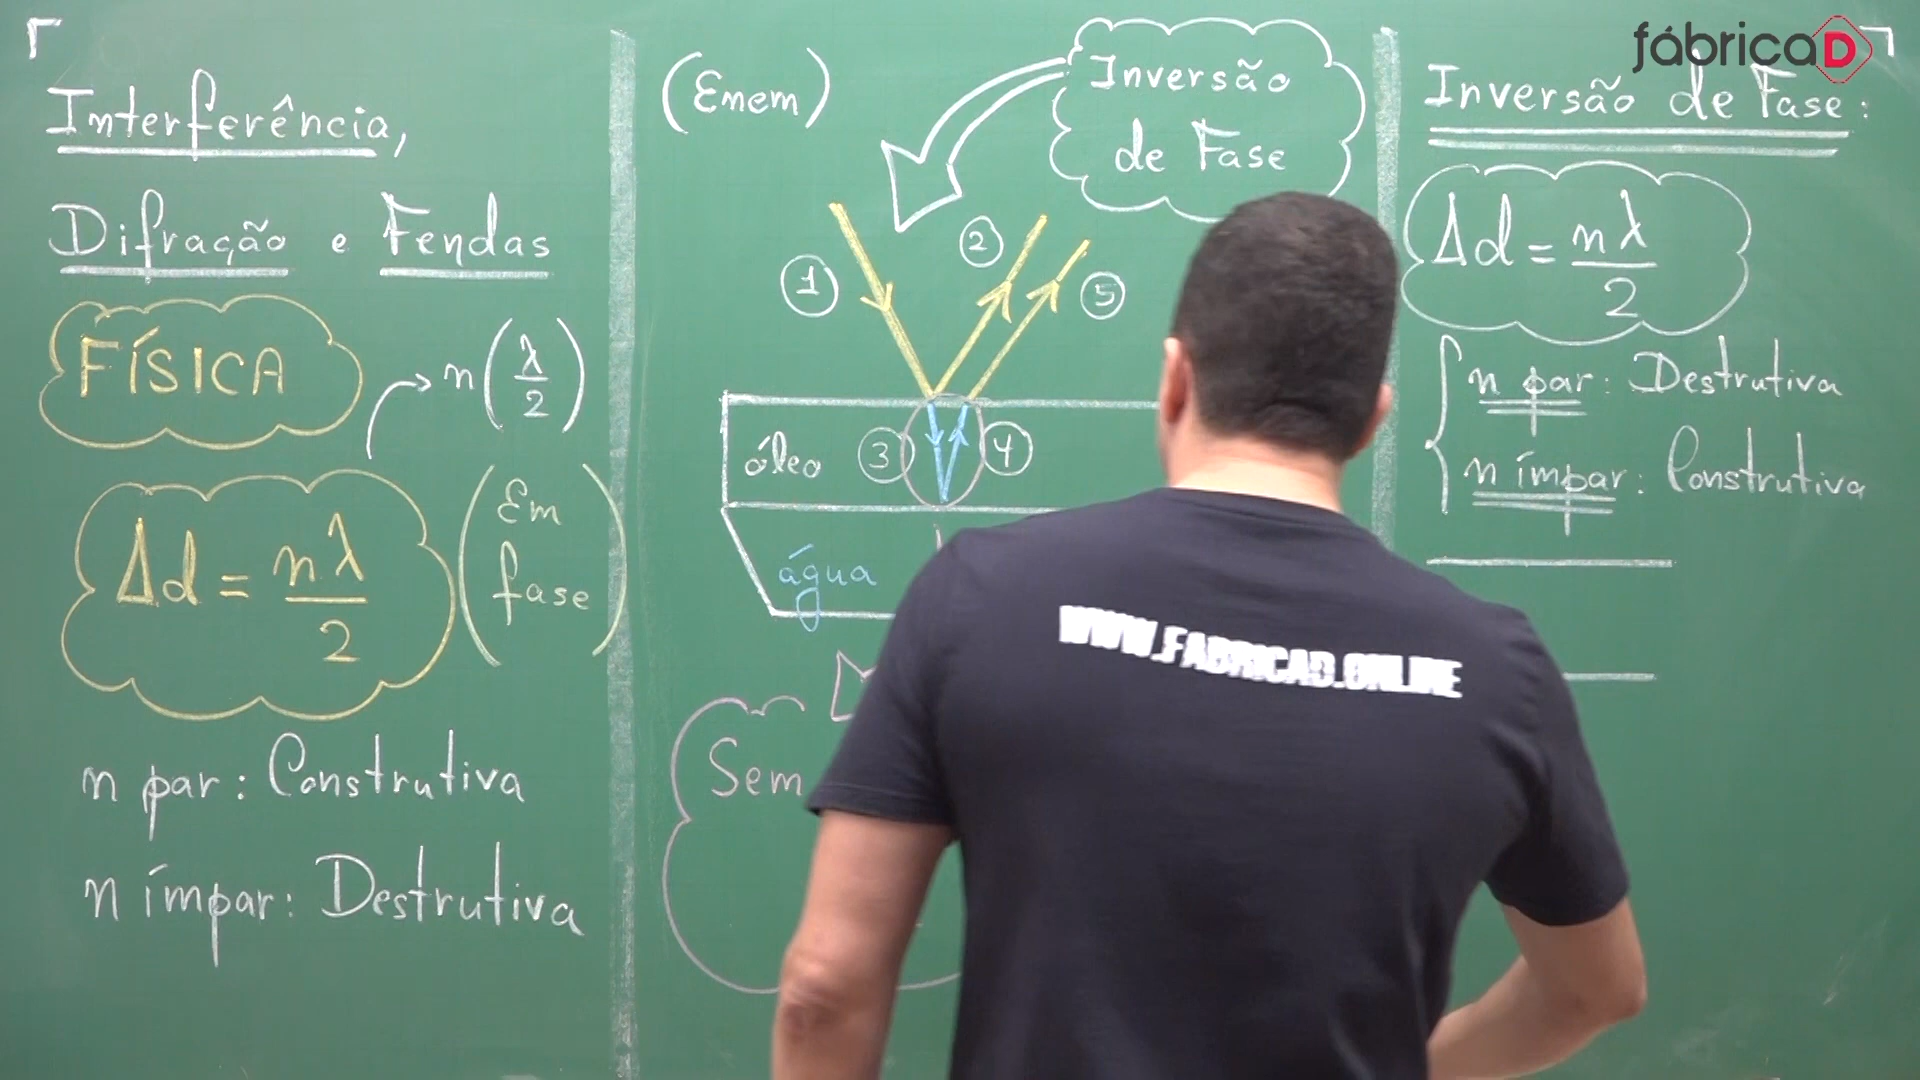 Interferência,
Difração e Fendas
FÍSICA
n(λ/2)
Δd = nλ/2
(Em fase)
n par: Construtiva
n ímpar: Destrutiva
(Enem)
Inversão
de Fase
1
2
5
óleo
3
4
água
Sem
fábricaD
Inversão de Fase:
Δd = nλ/2
n par: Destrutiva
n ímpar: Construtiva
WWW.FABRICAD.ONLINE